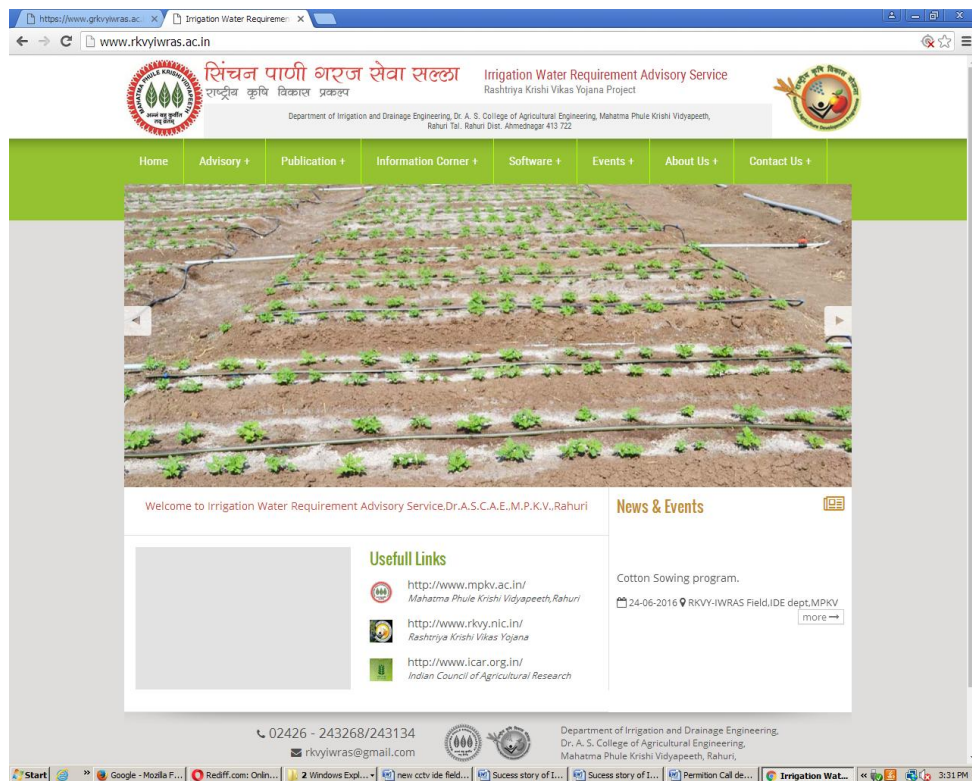 https://www.grkvyiwras.ac.
Irrigation Water Requiremen
www.rkvyiwras.ac.in
सिंचन पाणी गरज सेवा सल्ला
राष्ट्रीय कृषि विकास प्रकल्प
Irrigation Water Requirement Advisory Service
Rashtriya Krishi Vikas Yojana Project
Department of Irrigation and Drainage Engineering, Dr. A. S. College of Agricultural Engineering, Mahatma Phule Krishi Vidyapeeth,
Rahuri Tal. Rahuri Dist. Ahmednagar 413 722
Home Advisory + Publication + Information Corner + Software + Events + About Us + Contact Us +
Welcome to Irrigation Water Requirement Advisory Service,Dr.A.S.C.A.E.,M.P.K.V.,Rahuri
News & Events
Cotton Sowing program.
24-06-2016 RKVY-IWRAS Field,IDE dept,MPKV
more
Usefull Links
http://www.mpkv.ac.in/
Mahatma Phule Krishi Vidyapeeth,Rahuri
http://www.rkvy.nic.in/
Rashtriya Krishi Vikas Yojana
http://www.icar.org.in/
Indian Council of Agricultural Research
02426 - 243268/243134
rkvyiwras@gmail.com
Department of Irrigation and Drainage Engineering,
Dr. A. S. College of Agricultural Engineering,
Mahatma Phule Krishi Vidyapeeth, Rahuri,
Start Google - Mozilla F... Rediff.com: Onlin... 2 Windows Expl... new cctv ide field... Sucess story of I... Sucess story of I... Permition Call de... Irrigation Wat... 3:31 PM